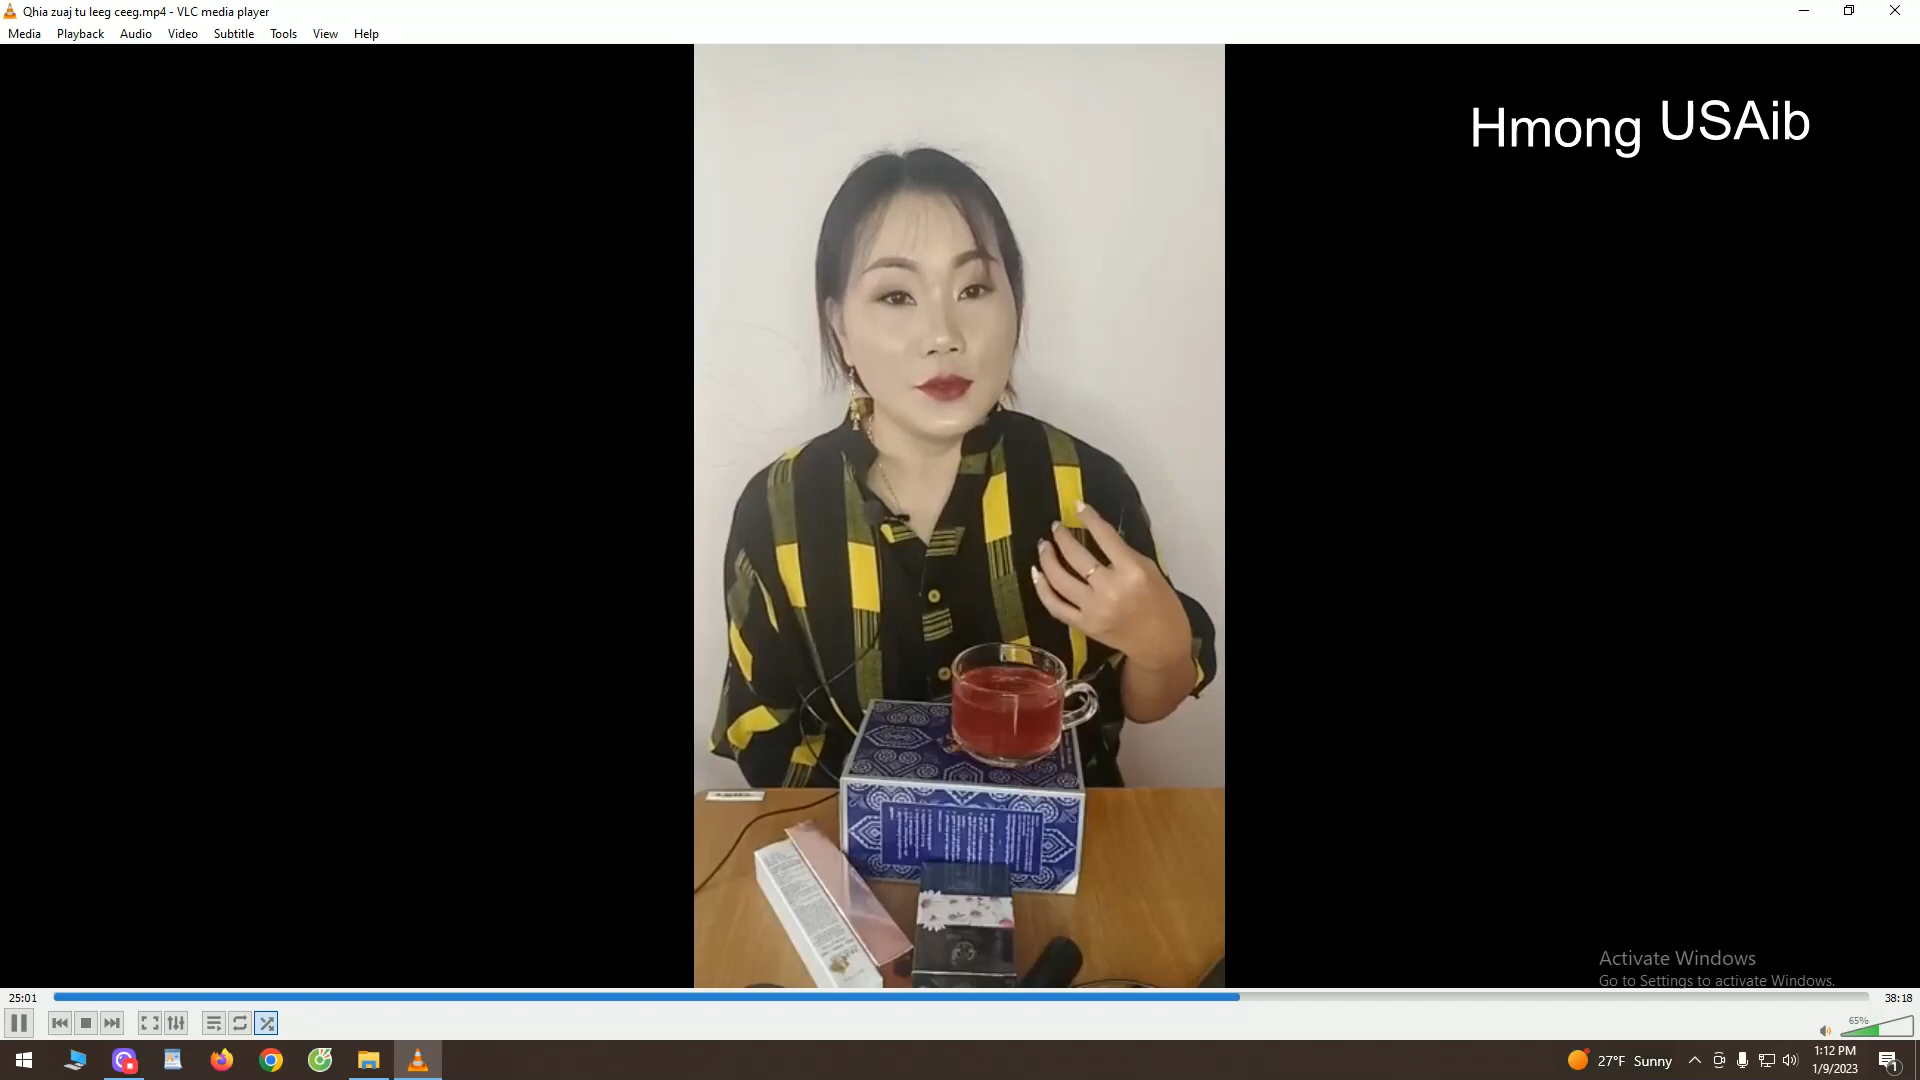 Qhia zuaj tu leeg ceeg.mp4 - VLC media player
Media Playback Audio Video Subtitle Tools View Help
Hmong USAib
Activate Windows
Go to Settings to activate Windows.
25:01
38:18
65%
27°F Sunny
1:12 PM
1/9/2023
1